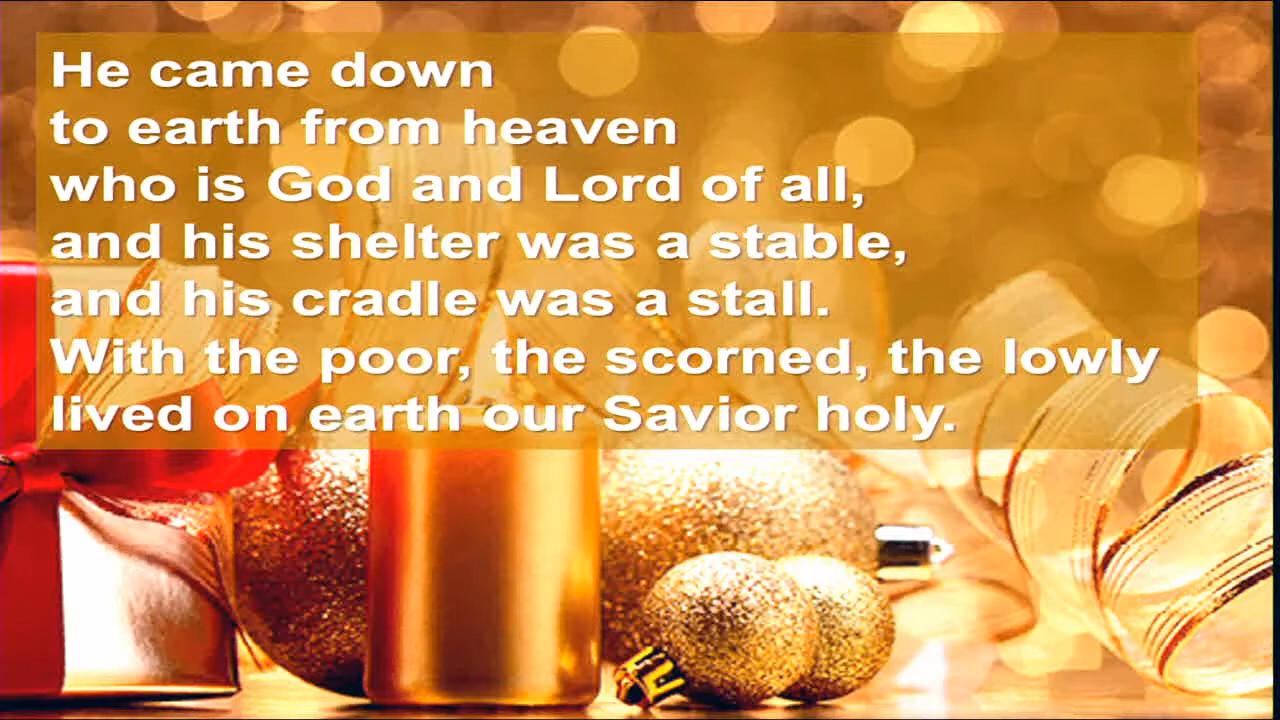 He came down
to earth from heaven
who is God and Lord of all,
and his shelter was a stable,
and his cradle was a stall.
With the poor, the scorned, the lowly
lived on earth our Savior holy.